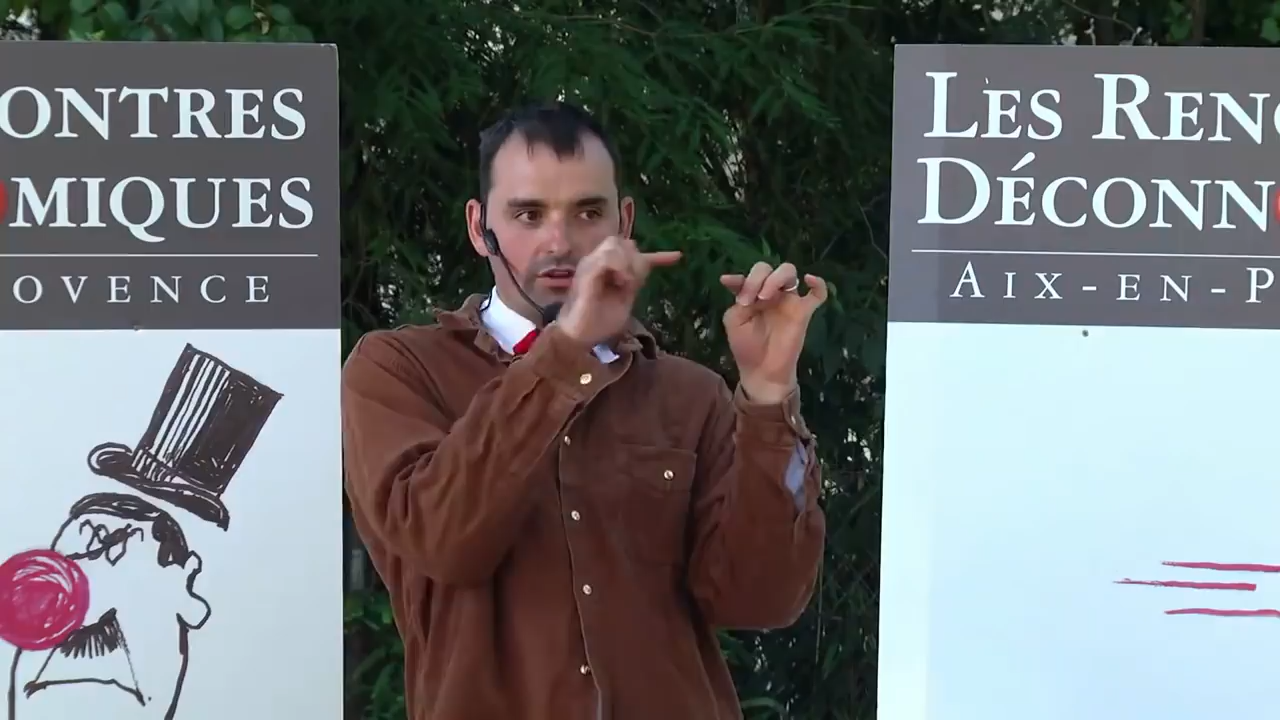 ONTRES
MIQUES
OVENCE
LES RENC
DÉCONN
AIX-EN-P